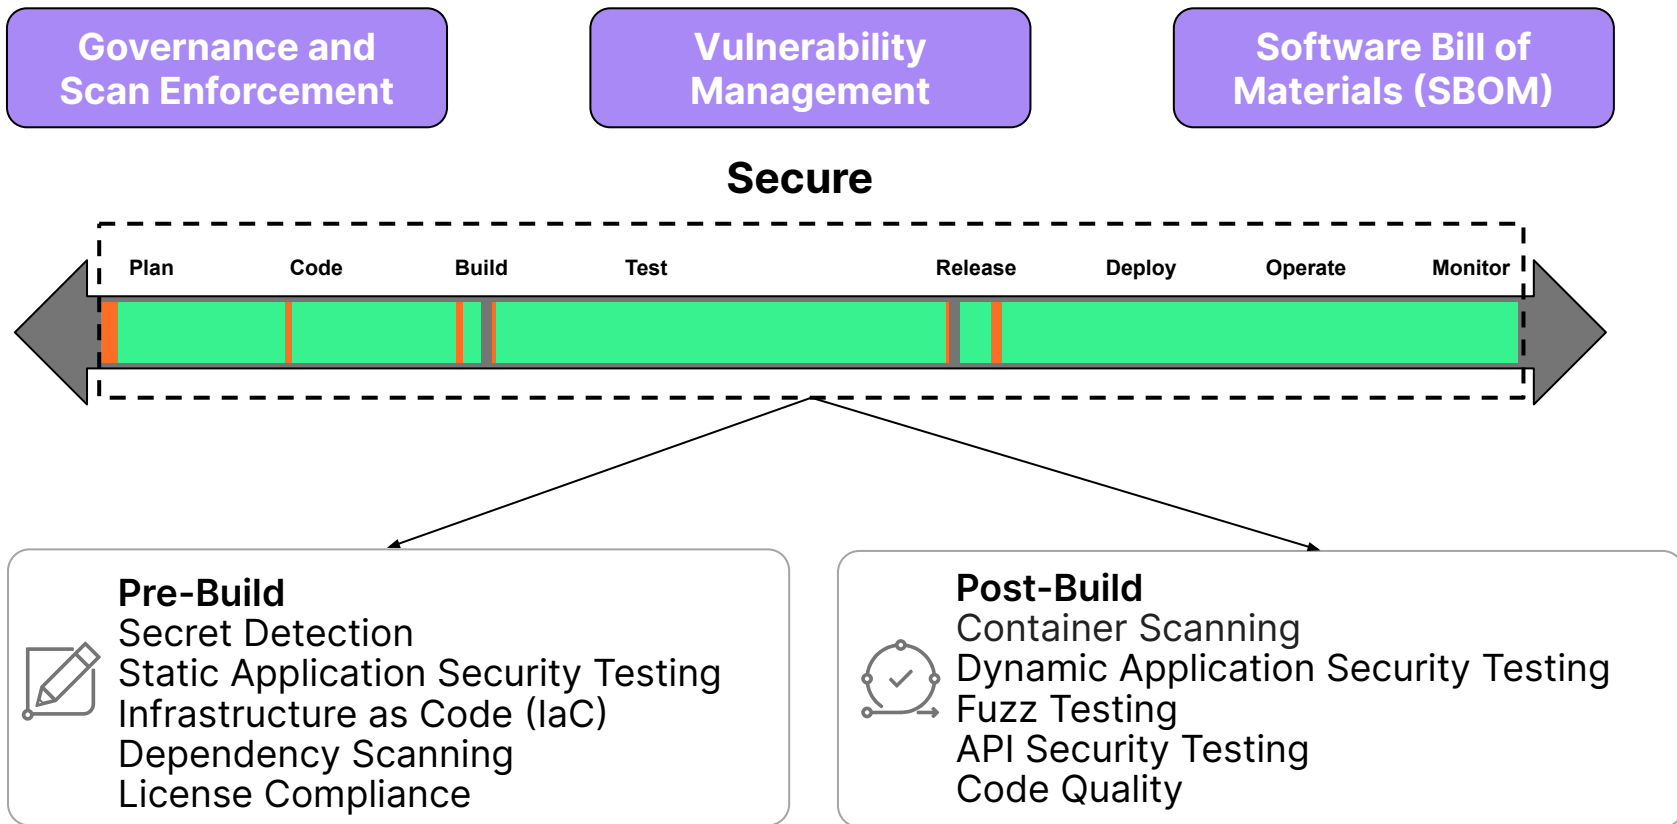 Governance and
Scan Enforcement
Vulnerability
Management
Software Bill of
Materials (SBOM)
Secure
Plan
Code
Build
Test
Release
Deploy
Operate
Monitor
Pre-Build
Secret Detection
Static Application Security Testing
Infrastructure as Code (IaC)
Dependency Scanning
License Compliance
Post-Build
Container Scanning
Dynamic Application Security Testing
Fuzz Testing
API Security Testing
Code Quality